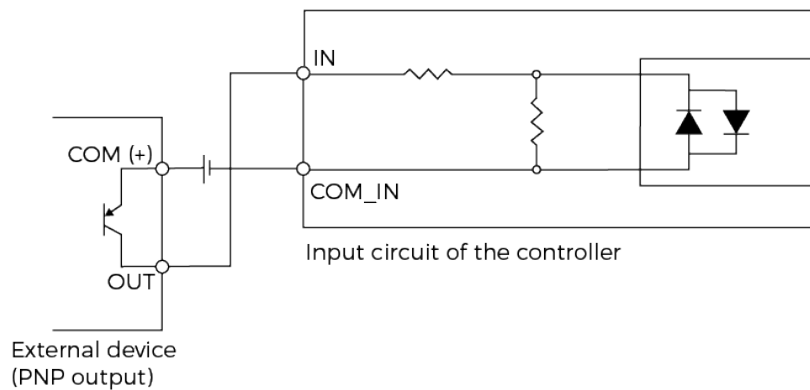 IN
COM (+)
COM_IN
Input circuit of the controller
OUT
External device
(PNP output)